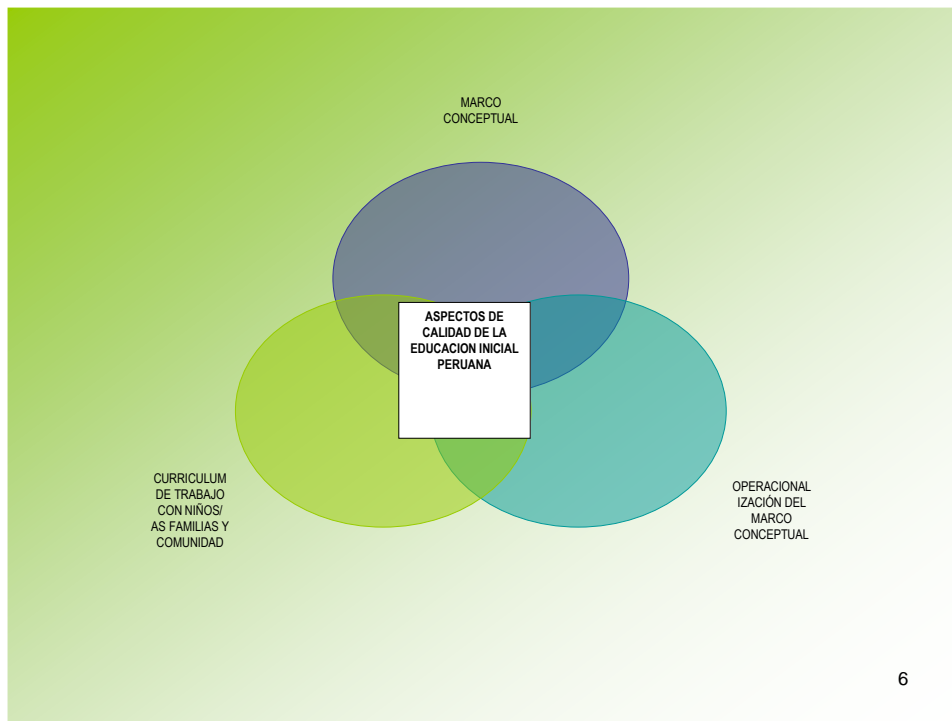 MARCO
CONCEPTUAL
ASPECTOS DE
CALIDAD DE LA
EDUCACION INICIAL
PERUANA
CURRICULUM
DE TRABAJO
CON NIÑOS/
AS FAMILIAS Y
COMUNIDAD
OPERACIONAL
IZACIÓN DEL
MARCO
CONCEPTUAL
6